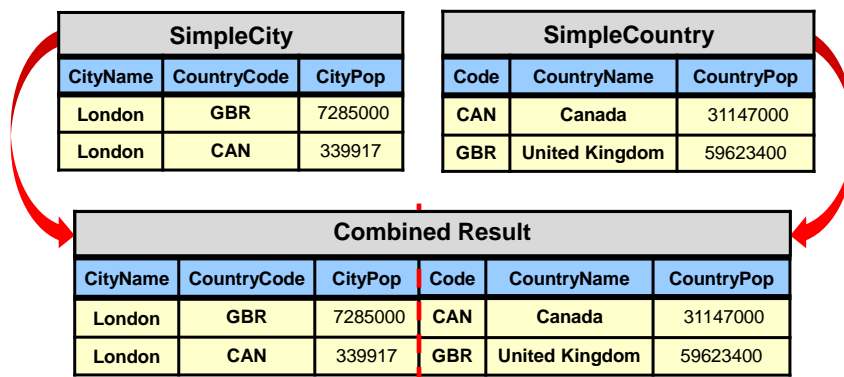 SimpleCity
CityName CountryCode CityPop
London GBR 7285000
London CAN 339917
SimpleCountry
Code CountryName CountryPop
CAN Canada 31147000
GBR United Kingdom 59623400
Combined Result
CityName CountryCode CityPop Code CountryName CountryPop
London GBR 7285000 CAN Canada 31147000
London CAN 339917 GBR United Kingdom 59623400